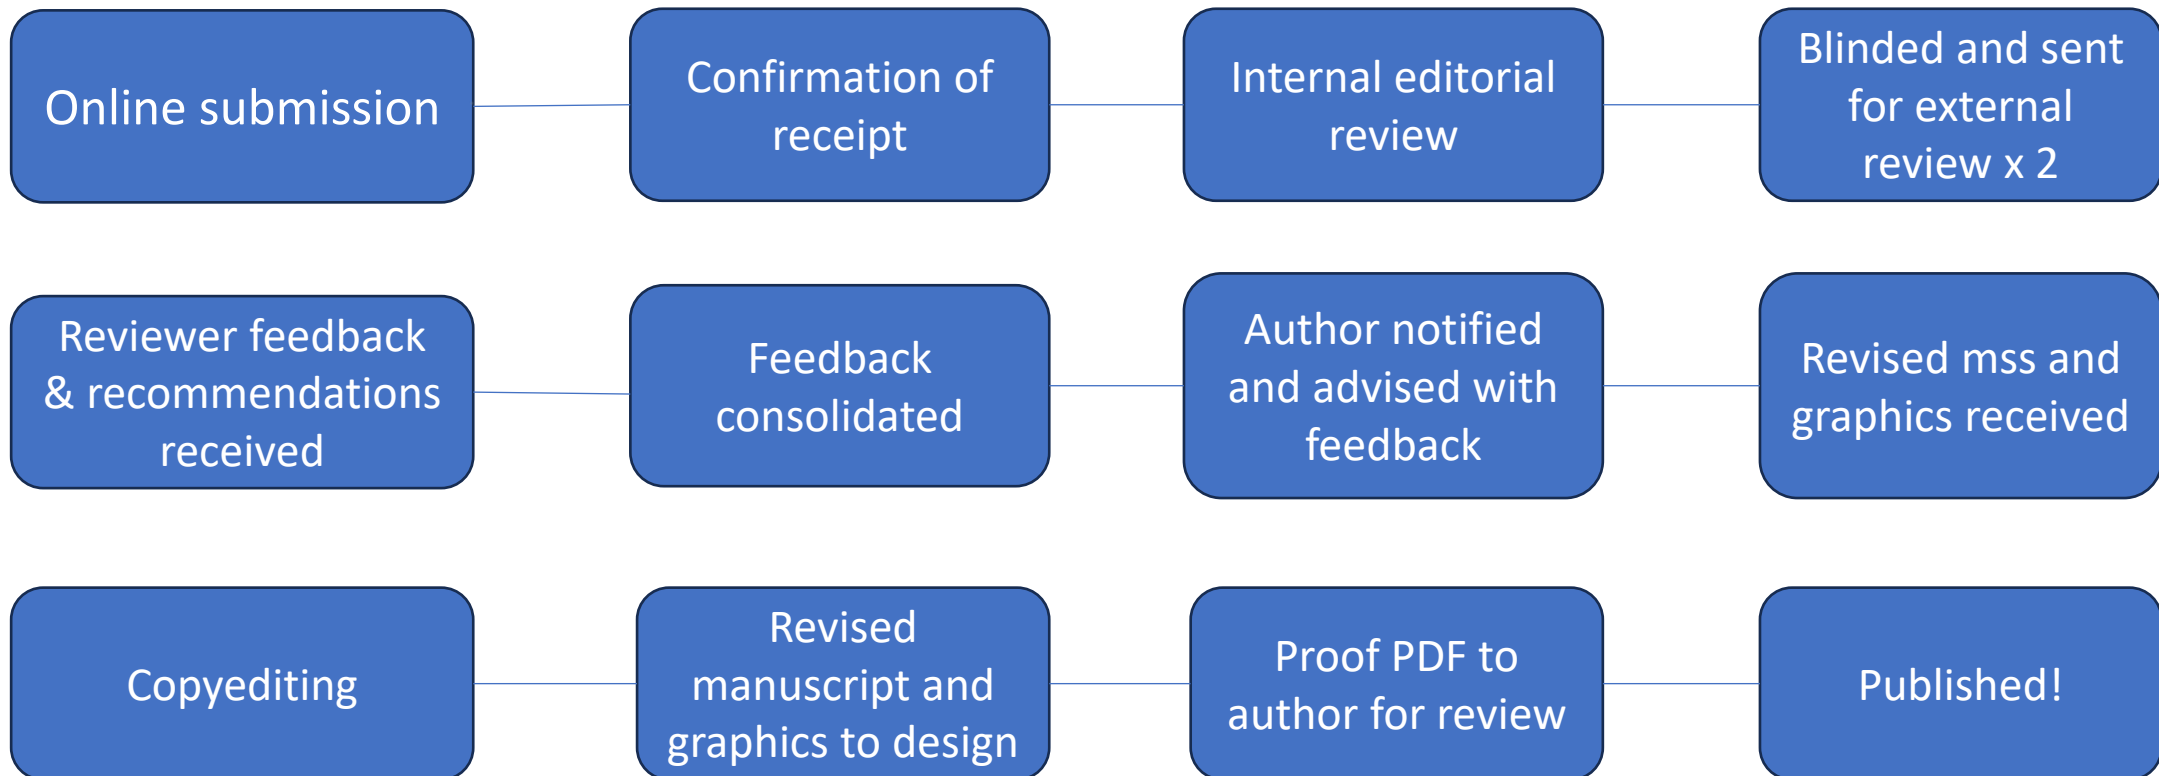 Online submission
Confirmation of
receipt
Internal editorial
review
Blinded and sent
for external
review x 2
Reviewer feedback
& recommendations
received
Feedback
consolidated
Author notified
and advised with
feedback
Revised mss and
graphics received
Copyediting
Revised
manuscript and
graphics to design
Proof PDF to
author for review
Published!